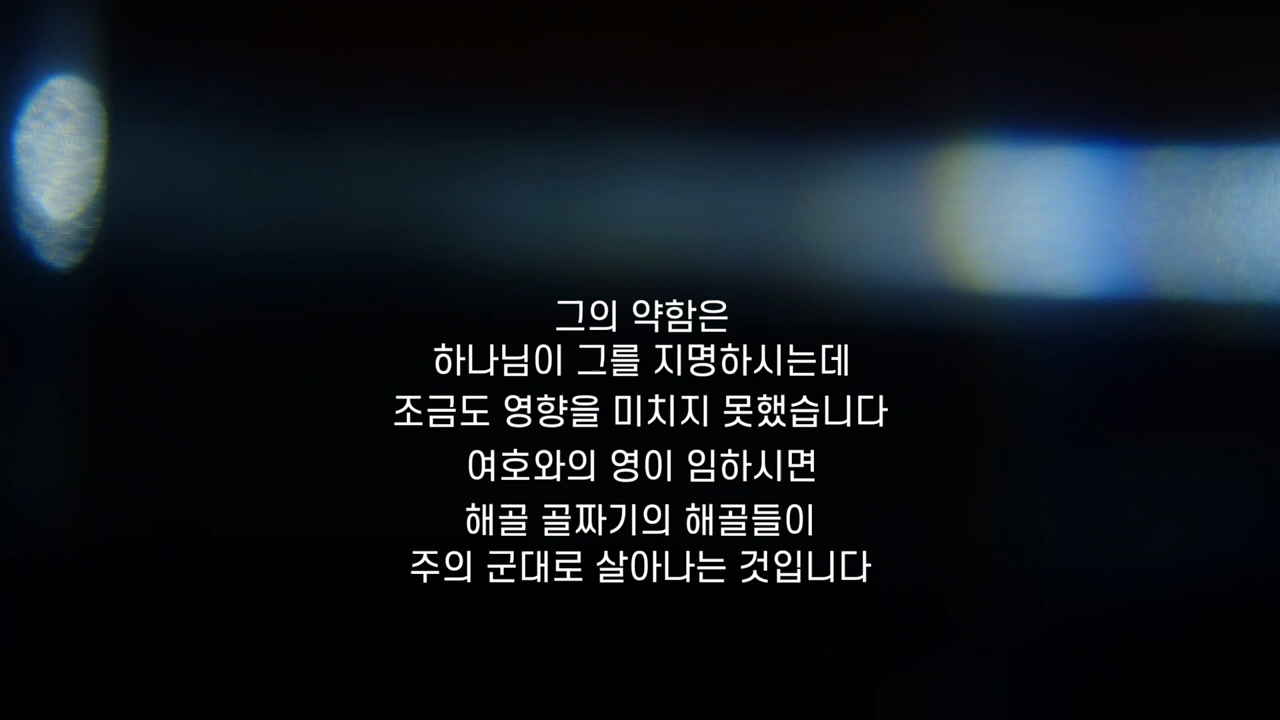 그의 약함은
하나님이 그를 지명하시는데
조금도 영향을 미치지 못했습니다
여호와의 영이 임하시면
해골 골짜기의 해골들이
주의 군대로 살아나는 것입니다